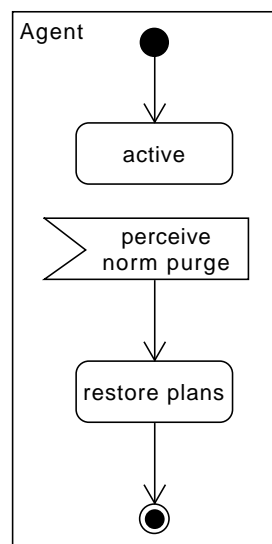 Agent
active
perceive
norm purge
restore plans